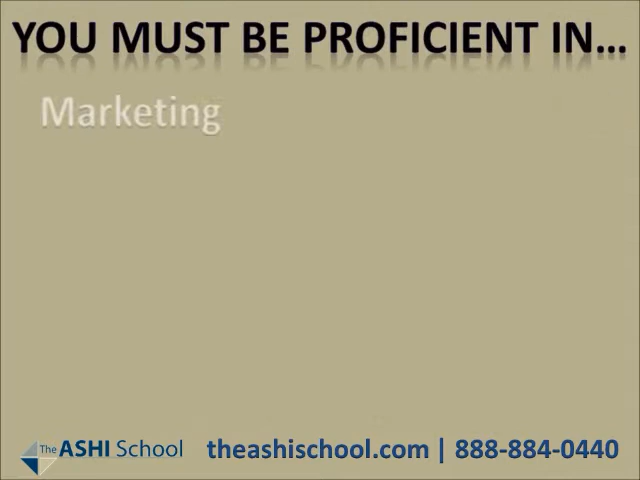 YOU MUST BE PROFICIENT IN...
Marketing
The ASHI School theashischool.com | 888-884-0440